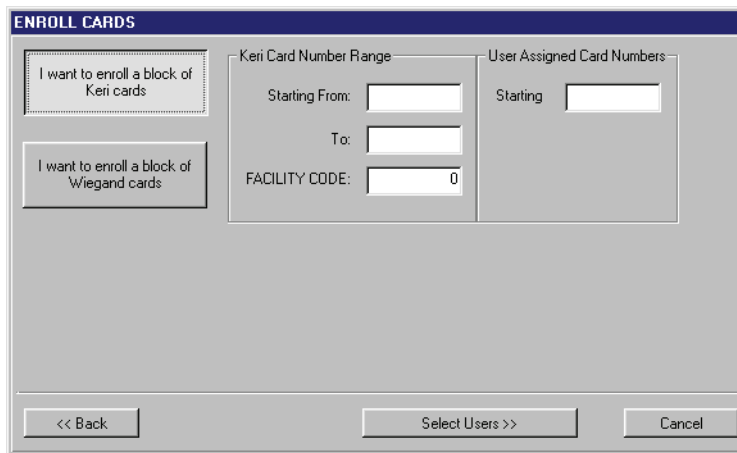 ENROLL CARDS
I want to enroll a block of
Keri cards
I want to enroll a block of
Wiegand cards
Keri Card Number Range
Starting From:
To:
FACILITY CODE: 0
User Assigned Card Numbers
Starting
<< Back
Select Users >>
Cancel